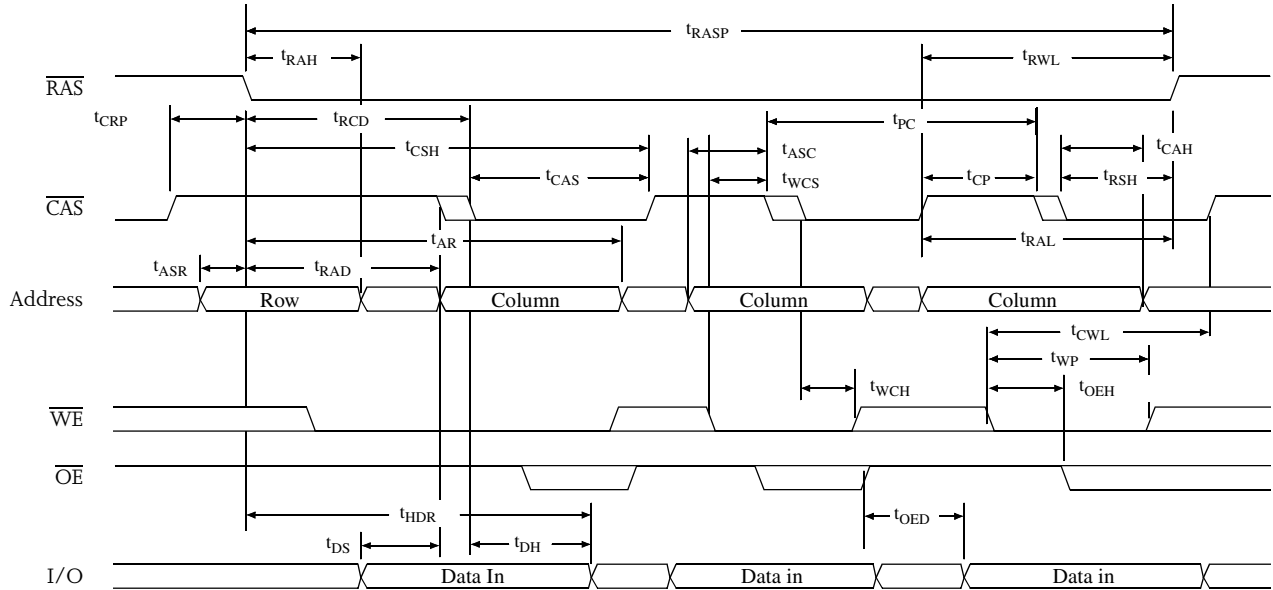 tRASP
tRAH tRWL
RAS
tCRP tRCD tPC
tCSH tASC tCAH
tCAS tWCS tCP tRSH
CAS
tAR tRAL
tASR tRAD
Address Row Column Column Column
tCWL
tWP
tWCH tOEH
WE
OE
tHDR tOED
tDS tDH
I/O Data In Data in Data in